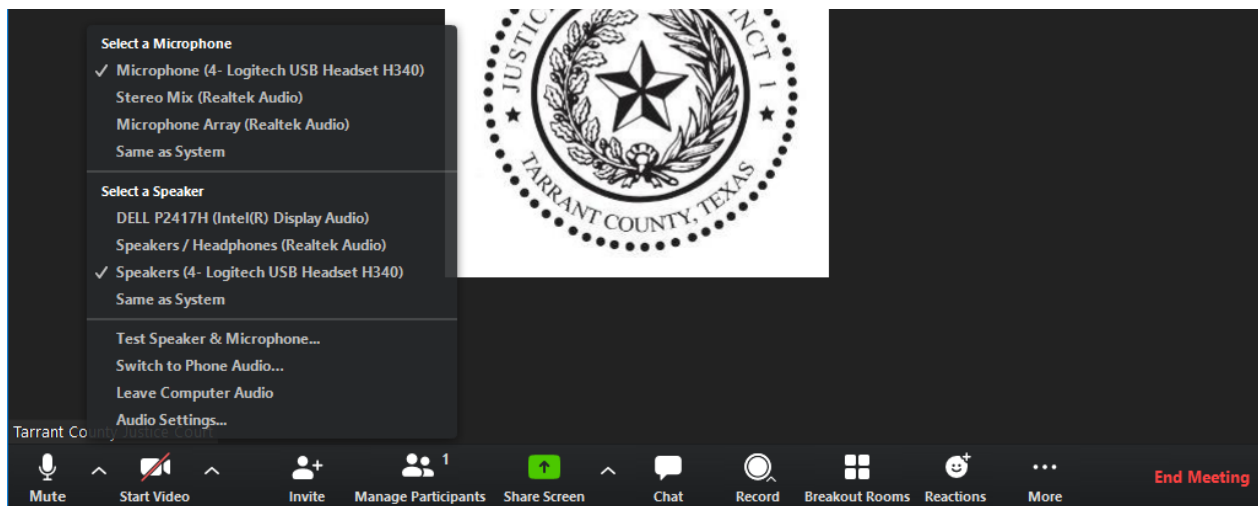 Select a Microphone
Microphone (4- Logitech USB Headset H340)
Stereo Mix (Realtek Audio)
Microphone Array (Realtek Audio)
Same as System
Select a Speaker
DELL P2417H (Intel(R) Display Audio)
Speakers / Headphones (Realtek Audio)
Speakers (4- Logitech USB Headset H340)
Same as System
Test Speaker & Microphone...
Switch to Phone Audio...
Leave Computer Audio
Audio Settings...
JUSTIC
NCT 1
TARRANT COUNTY, TEXAS
Tarrant County Justice Court
1
Mute
Start Video
Invite
Manage Participants
Share Screen
Chat
Record
Breakout Rooms
Reactions
More
End Meeting